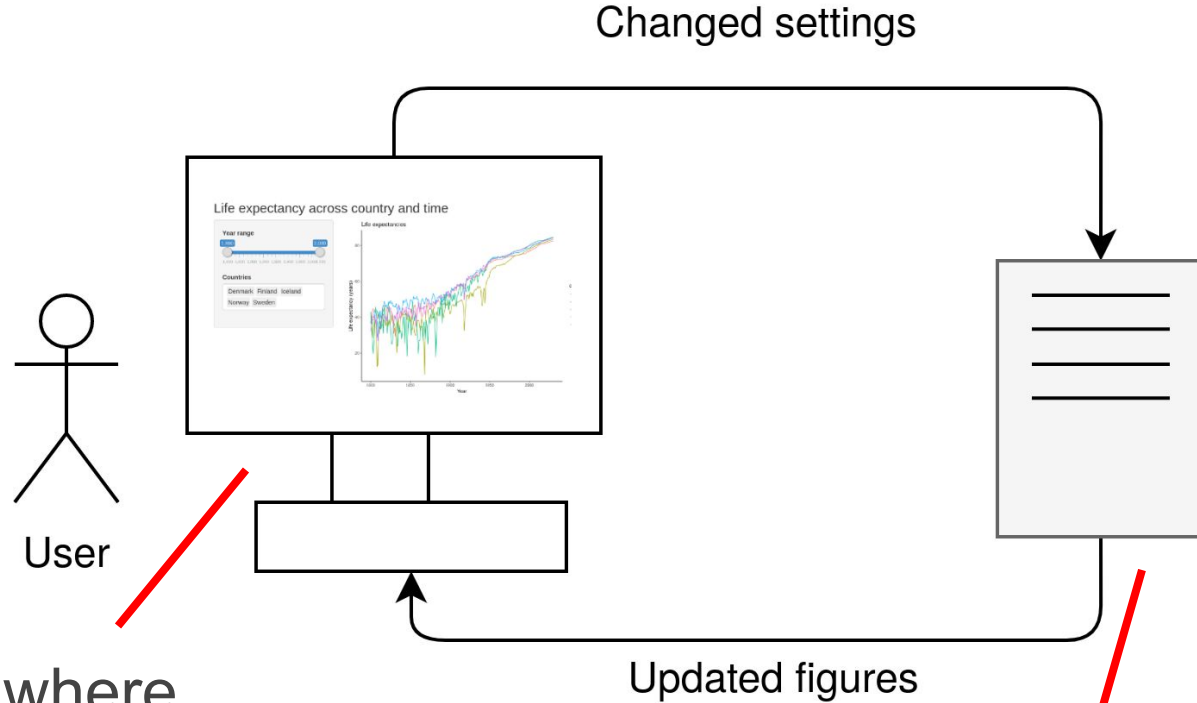 Changed settings
Life expectancy across country and time
Year range
Life expectancies
Countries
Denmark Finland Iceland
Norway Sweden
Year
User
Updated figures
where